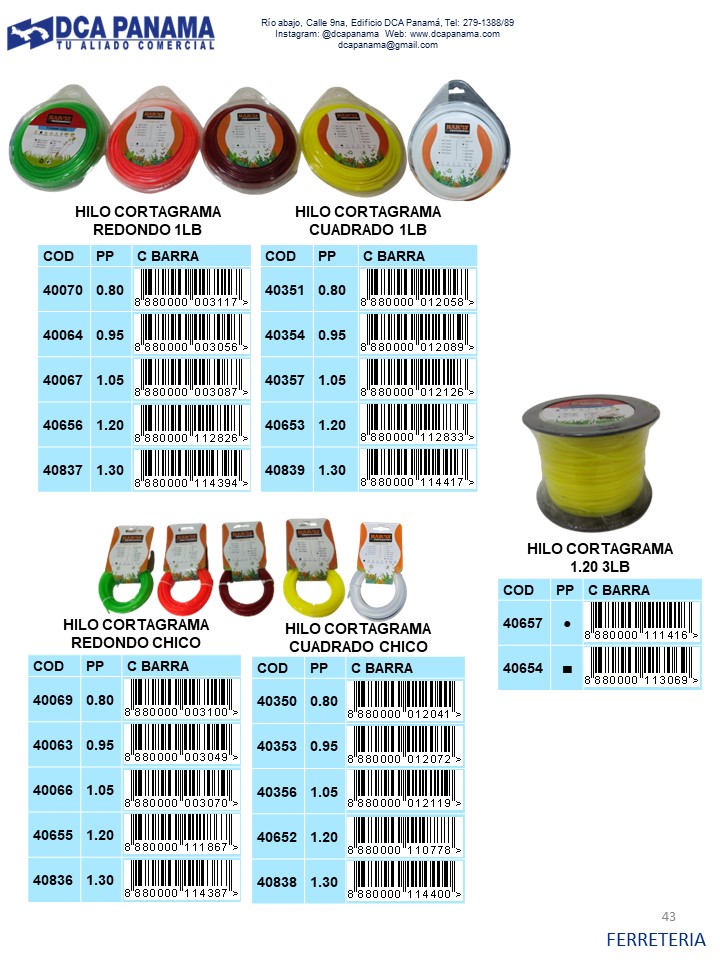 DCA PANAMA
TU ALIADO COMERCIAL
Río abajo, Calle 9na, Edificio DCA Panamá, Tel: 279-1388/89
Instagram: @dcapanama Web: www.dcapanama.com
dcapanama@gmail.com
HILO CORTAGRAMA
REDONDO 1LB
COD PP C BARRA
40070 0.80 8 880000 003117 >
40064 0.95 8 880000 003056 >
40067 1.05 8 880000 003087 >
40656 1.20 8 880000 112826 >
40837 1.30 8 880000 114394 >
HILO CORTAGRAMA
CUADRADO 1LB
COD PP C BARRA
40351 0.80 8 880000 012058 >
40354 0.95 8 880000 012089 >
40357 1.05 8 880000 012126 >
40653 1.20 8 880000 112833 >
40839 1.30 8 880000 114417 >
HILO CORTAGRAMA
1.20 3LB
COD PP C BARRA
40657 ● 8 880000 111416 >
40654 ■ 8 880000 113069 >
HILO CORTAGRAMA
REDONDO CHICO
COD PP C BARRA
40069 0.80 8 880000 003100 >
40063 0.95 8 880000 003049 >
40066 1.05 8 880000 003070 >
40655 1.20 8 880000 111867 >
40836 1.30 8 880000 114387 >
HILO CORTAGRAMA
CUADRADO CHICO
COD PP C BARRA
40350 0.80 8 880000 012041 >
40353 0.95 8 880000 012072 >
40356 1.05 8 880000 012119 >
40652 1.20 8 880000 110778 >
40838 1.30 8 880000 114400 >
43
FERRETERIA